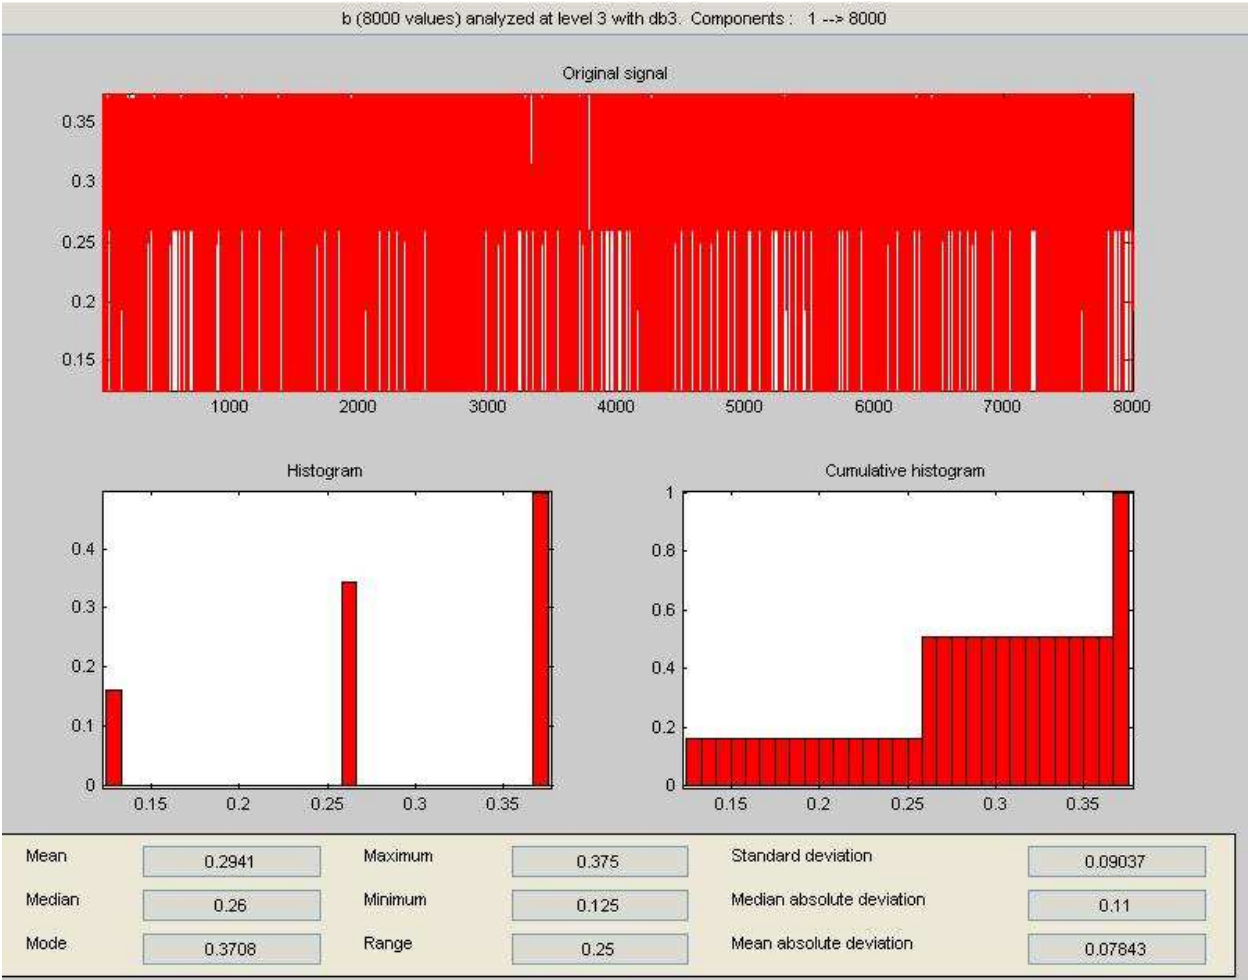 b (8000 values) analyzed at level 3 with db3. Components : 1 --> 8000
Original signal
0.35
0.3
0.25
0.2
0.15
1000 2000 3000 4000 5000 6000 7000 8000
Histogram
0.4
0.3
0.2
0.1
0
0.15 0.2 0.25 0.3 0.35
Cumulative histogram
1
0.8
0.6
0.4
0.2
0
0.15 0.2 0.25 0.3 0.35
Mean 0.2941 Maximum 0.375 Standard deviation 0.09037
Median 0.26 Minimum 0.125 Median absolute deviation 0.11
Mode 0.3708 Range 0.25 Mean absolute deviation 0.07843